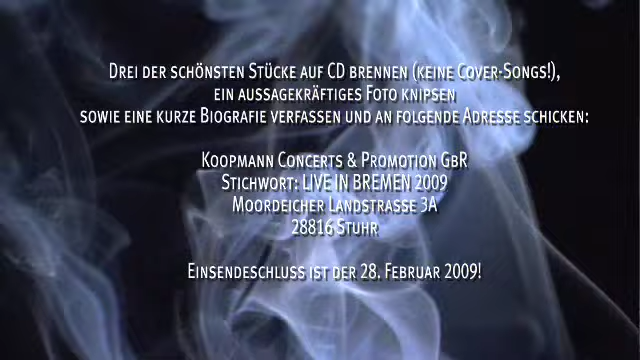 Drei der schönsten Stücke auf CD brennen (keine Cover-Songs!),
ein aussagekräftiges Foto knipsen
sowie eine kurze Biografie verfassen und an folgende Adresse schicken:
Koopmann Concerts & Promotion GbR
Stichwort: LIVE IN BREMEN 2009
Moordeicher Landstrasse 3A
28816 Stuhr
Einsendeschluss ist der 28. Februar 2009!